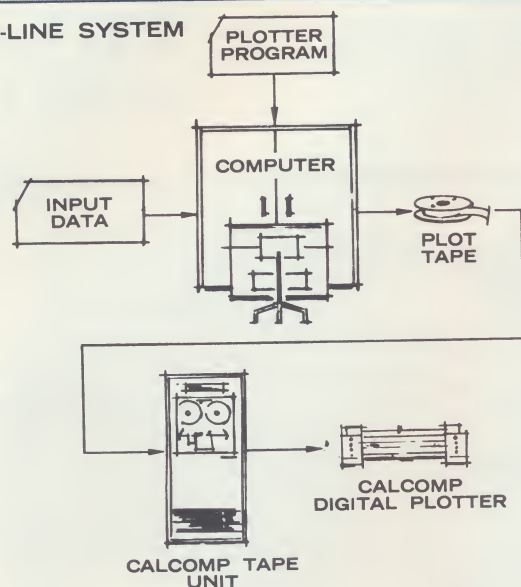 -LINE SYSTEM
PLOTTER
PROGRAM
COMPUTER
INPUT
DATA
PLOT
TAPE
CALCOMP
DIGITAL PLOTTER
CALCOMP TAPE
UNIT